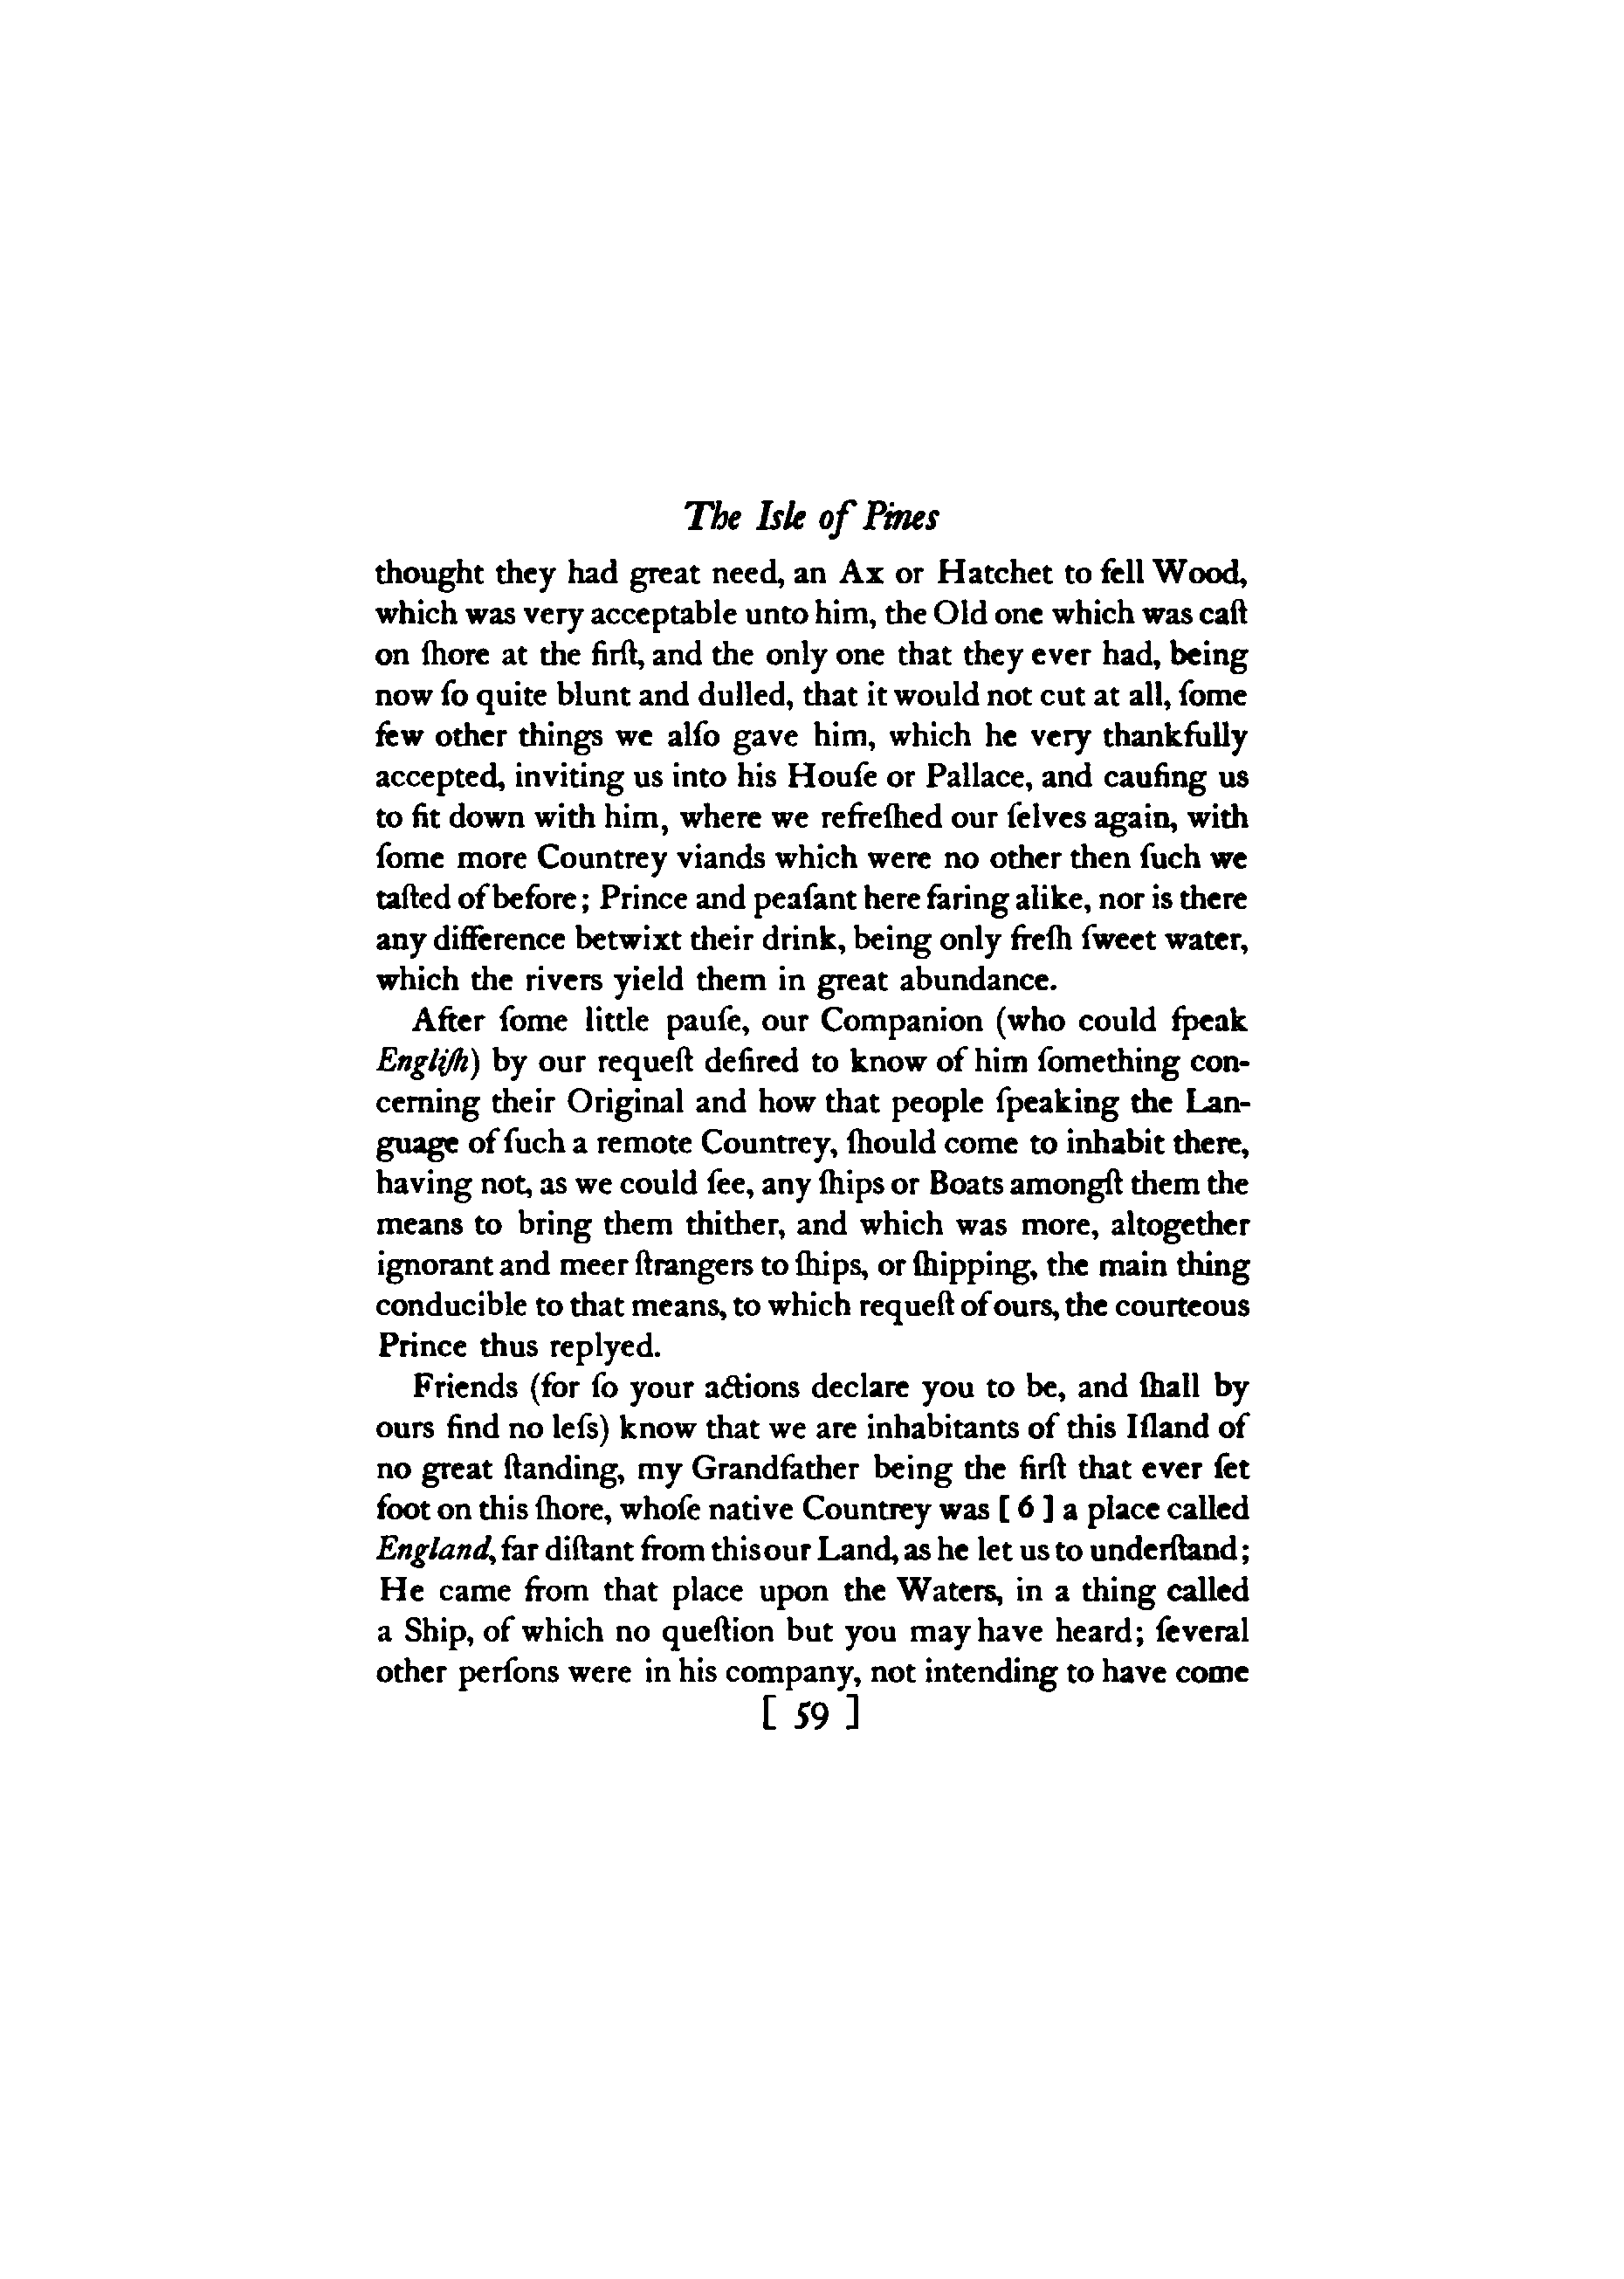 The Isle of Pines
thought they had great need, an Ax or Hatchet to fell Wood,
which was very acceptable unto him, the Old one which was caſt
on ſhore at the firſt, and the only one that they ever had, being
now ſo quite blunt and dulled, that it would not cut at all, ſome
few other things we alſo gave him, which he very thankfully
accepted, inviting us into his Houſe or Pallace, and cauſing us
to ſit down with him, where we refreſhed our ſelves again, with
ſome more Countrey viands which were no other then ſuch we
taſted of before; Prince and peaſant here faring alike, nor is there
any difference betwixt their drink, being only freſh ſweet water,
which the rivers yield them in great abundance.
After ſome little pauſe, our Companion (who could ſpeak
Engliſh) by our requeſt deſired to know of him ſomething con-
cerning their Original and how that people ſpeaking the Lan-
guage of ſuch a remote Countrey, ſhould come to inhabit there,
having not, as we could ſee, any ſhips or Boats amongſt them the
means to bring them thither, and which was more, altogether
ignorant and meer ſtrangers to ſhips, or ſhipping, the main thing
conducible to that means, to which requeſt of ours, the courteous
Prince thus replyed.
Friends (for ſo your actions declare you to be, and ſhall by
ours find no leſs) know that we are inhabitants of this Iſland of
no great ſtanding, my Grandfather being the firſt that ever ſet
foot on this ſhore, whoſe native Countrey was [ 6 ] a place called
England, far diſtant from this our Land, as he let us to underſtand;
He came from that place upon the Waters, in a thing called
a Ship, of which no queſtion but you may have heard; ſeveral
other perſons were in his company, not intending to have come
[ 59 ]